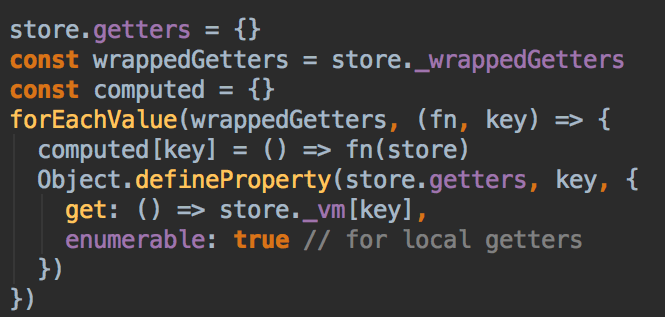 store.getters = {}
const wrappedGetters = store._wrappedGetters
const computed = {}
forEachValue(wrappedGetters, (fn, key) => {
  computed[key] = () => fn(store)
  Object.defineProperty(store.getters, key, {
    get: () => store._vm[key],
    enumerable: true // for local getters
  })
})